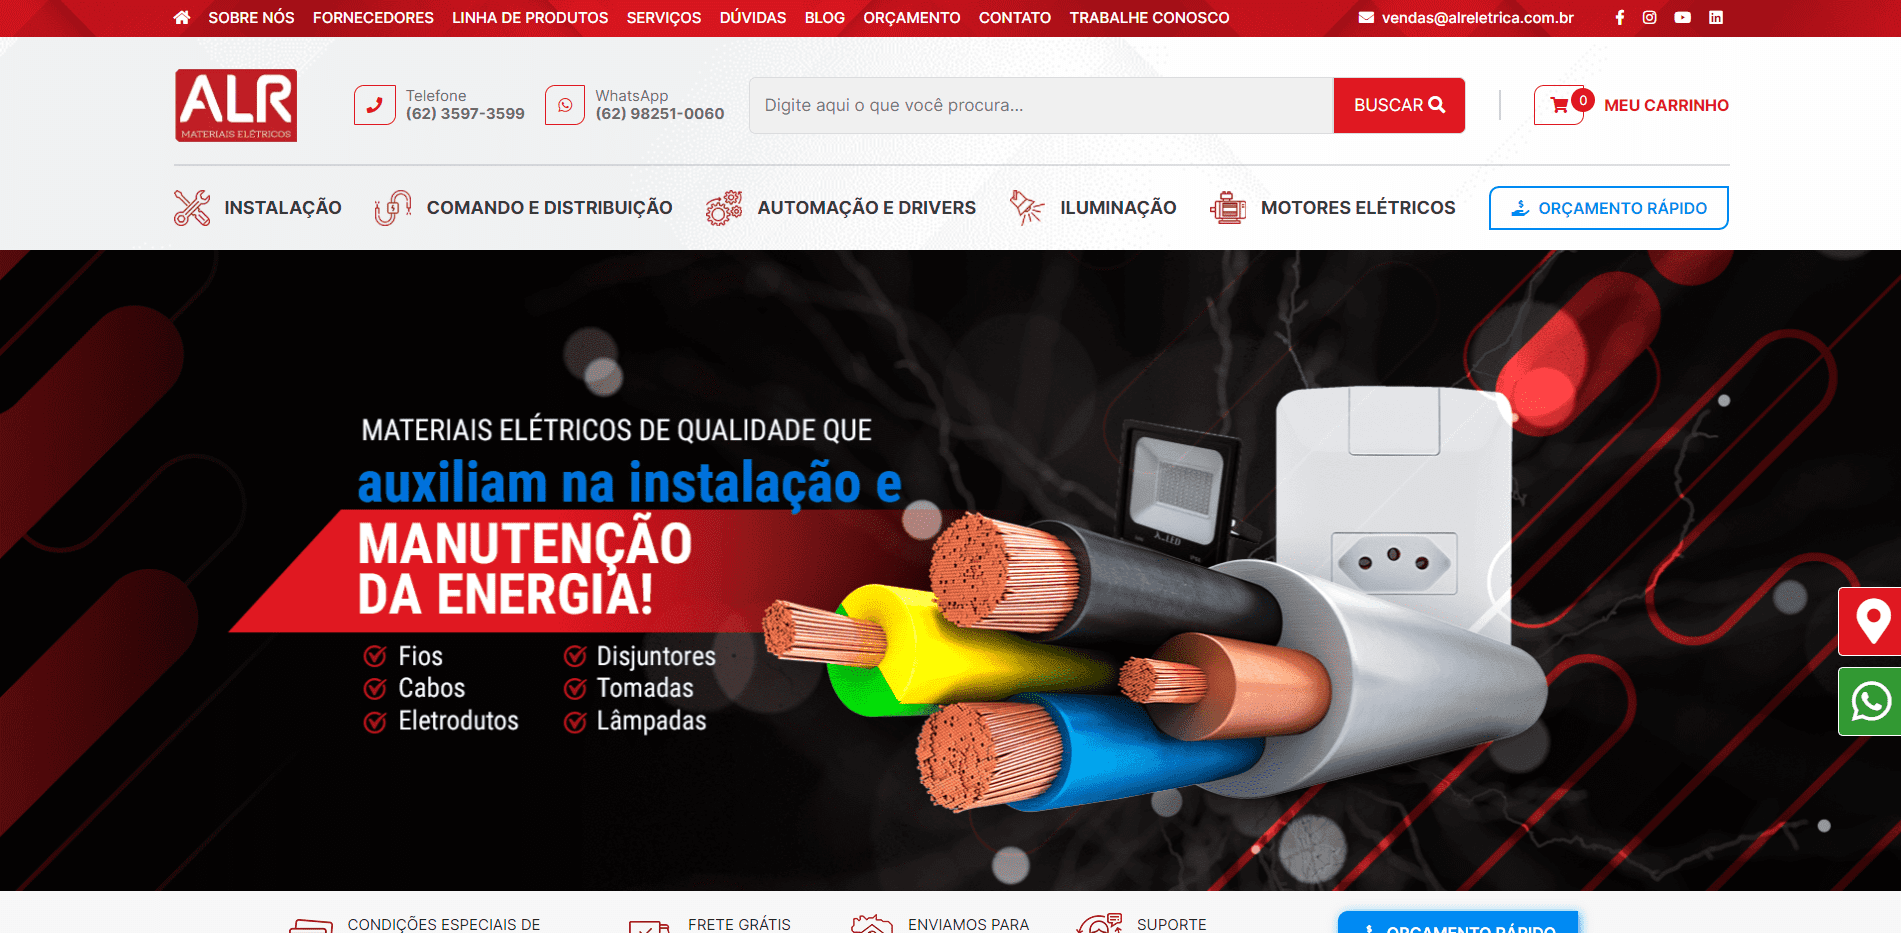 SOBRE NÓS FORNECEDORES LINHA DE PRODUTOS SERVIÇOS DÚVIDAS BLOG ORÇAMENTO CONTATO TRABALHE CONOSCO vendas@alreletrica.com.br
ALR
MATERIAIS ELÉTRICOS
Telefone
(62) 3597-3599
WhatsApp
(62) 98251-0060
Digite aqui o que você procura...
BUSCAR
0
MEU CARRINHO
INSTALAÇÃO COMANDO E DISTRIBUIÇÃO AUTOMAÇÃO E DRIVERS ILUMINAÇÃO MOTORES ELÉTRICOS ORÇAMENTO RÁPIDO
MATERIAIS ELÉTRICOS DE QUALIDADE QUE
auxiliam na instalação e
MANUTENÇÃO
DA ENERGIA!
Fios
Cabos
Eletrodutos
Disjuntores
Tomadas
Lâmpadas
CONDIÇÕES ESPECIAIS DE
FRETE GRÁTIS
ENVIAMOS PARA
SUPORTE
ORÇAMENTO RÁPIDO